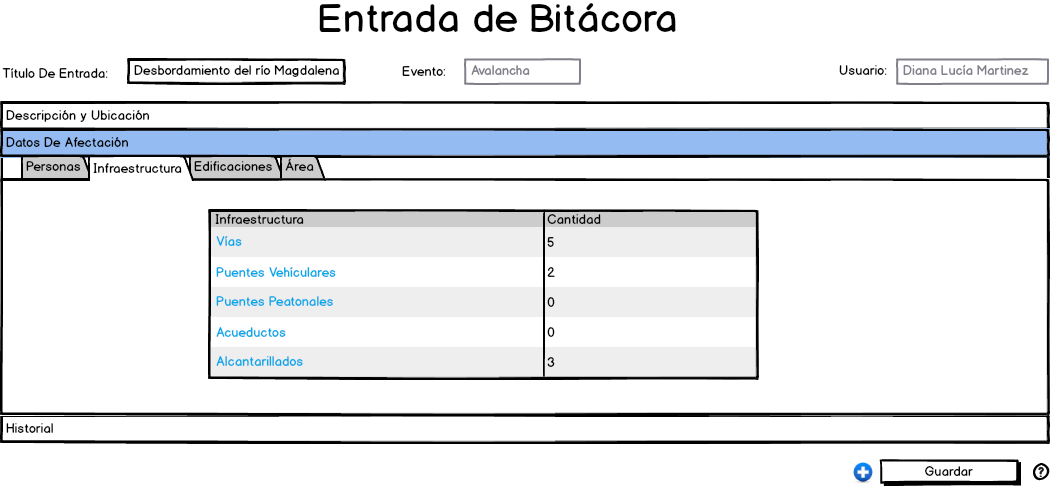 Entrada de Bitácora
Título De Entrada: Desbordamiento del río Magdalena Evento: Avalancha Usuario: Diana Lucía Martinez
Descripción y Ubicación
Datos De Afectación
Personas Infraestructura Edificaciones Área
Infraestructura Cantidad
Vías 5
Puentes Vehículares 2
Puentes Peatonales 0
Acueductos 0
Alcantarillados 3
Historial
Guardar ?